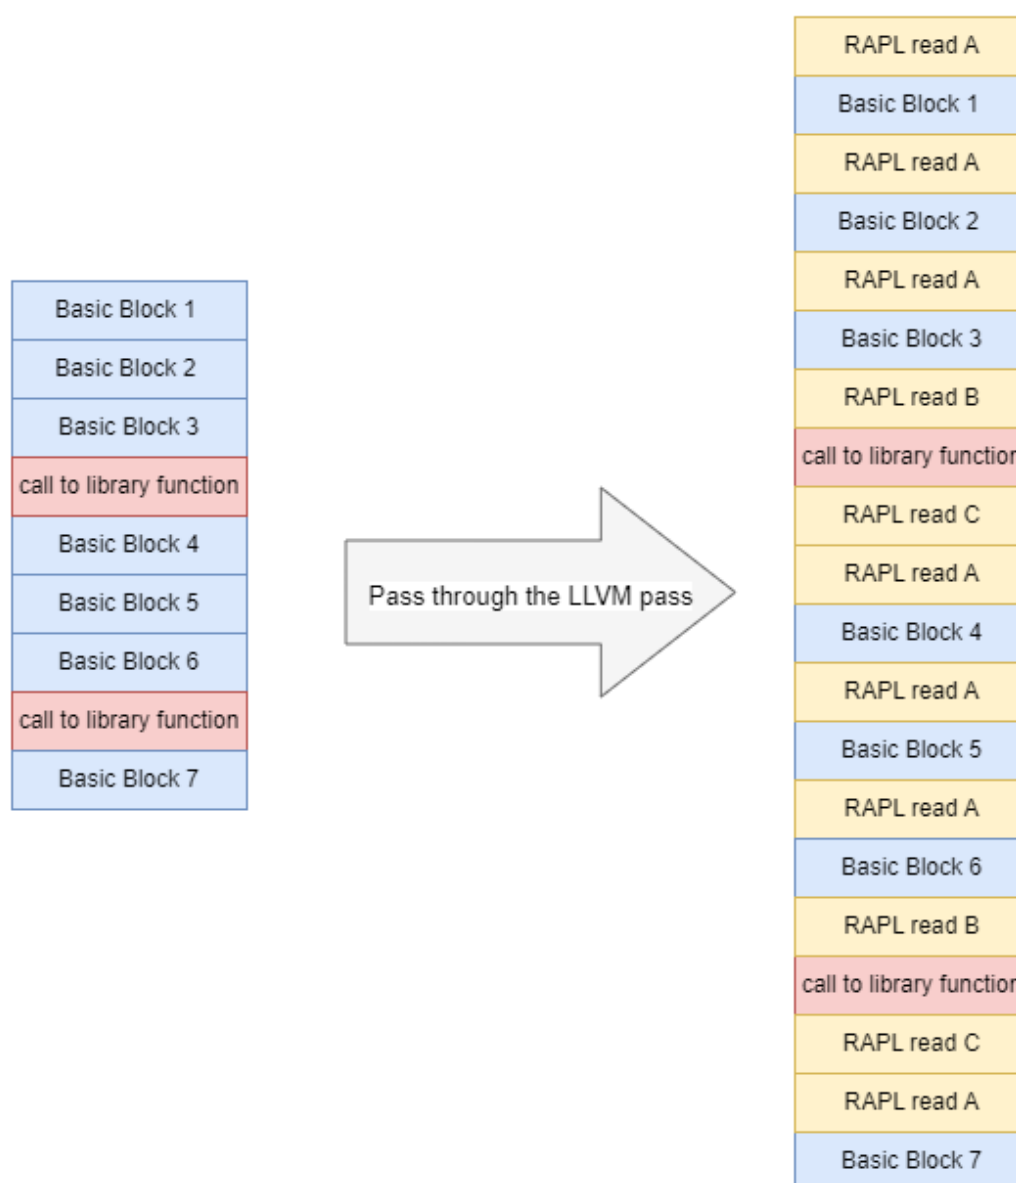 Basic Block 1
Basic Block 2
Basic Block 3
call to library function
Basic Block 4
Basic Block 5
Basic Block 6
call to library function
Basic Block 7
Pass through the LLVM pass
RAPL read A
Basic Block 1
RAPL read A
Basic Block 2
RAPL read A
Basic Block 3
RAPL read B
call to library function
RAPL read C
RAPL read A
Basic Block 4
RAPL read A
Basic Block 5
RAPL read A
Basic Block 6
RAPL read B
call to library function
RAPL read C
RAPL read A
Basic Block 7